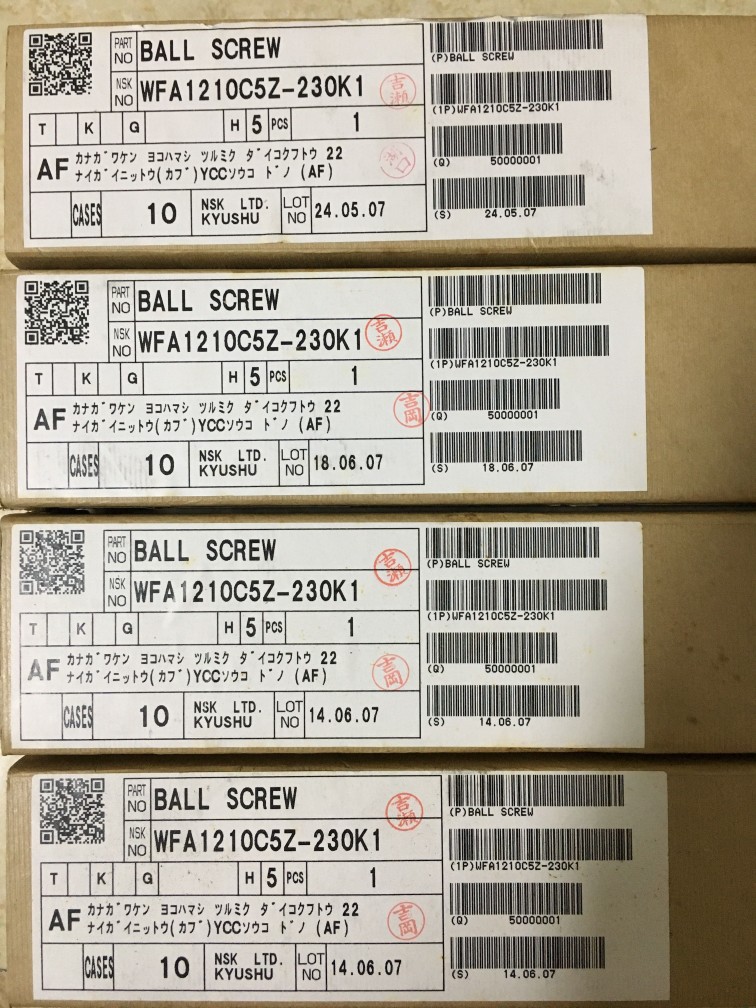 PART NO BALL SCREW
NSK NO WFA1210C5Z-230K1
吉瀬
T K G H 5 PCS 1
AF カナガワケン ヨコハマシ ツルミク ダイコクフトウ 22
ナイガイニットウ(カブ)YCCソウコ ドノ (AF)
CASES 10 NSK LTD. KYUSHU LOT NO 24.05.07
(P)BALL SCREW
(1P)WFA1210C5Z-230K1
(Q) 50000001
(S) 24.05.07
PART NO BALL SCREW
NSK NO WFA1210C5Z-230K1
吉瀬
T K G H 5 PCS 1
AF カナガワケン ヨコハマシ ツルミク ダイコクフトウ 22
ナイガイニットウ(カブ)YCCソウコ ドノ (AF)
吉岡
CASES 10 NSK LTD. KYUSHU LOT NO 18.06.07
(P)BALL SCREW
(1P)WFA1210C5Z-230K1
(Q) 50000001
(S) 18.06.07
PART NO BALL SCREW
NSK NO WFA1210C5Z-230K1
吉瀬
T K G H 5 PCS 1
AF カナガワケン ヨコハマシ ツルミク ダイコクフトウ 22
ナイガイニットウ(カブ)YCCソウコ ドノ (AF)
吉岡
CASES 10 NSK LTD. KYUSHU LOT NO 14.06.07
(P)BALL SCREW
(1P)WFA1210C5Z-230K1
(Q) 50000001
(S) 14.06.07
PART NO BALL SCREW
NSK NO WFA1210C5Z-230K1
吉瀬
T K G H 5 PCS 1
AF カナガワケン ヨコハマシ ツルミク ダイコクフトウ 22
ナイガイニットウ(カブ)YCCソウコ ドノ (AF)
吉岡
CASES 10 NSK LTD. KYUSHU LOT NO 14.06.07
(P)BALL SCREW
(1P)WFA1210C5Z-230K1
(Q) 50000001
(S) 14.06.07